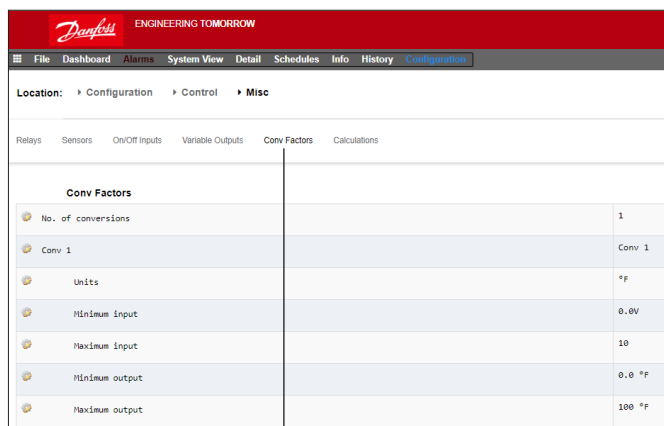 Danfoss ENGINEERING TOMORROW
File Dashboard Alarms System View Detail Schedules Info History Configuration
Location: Configuration Control Misc
Relays Sensors On/Off Inputs Variable Outputs Conv Factors Calculations
Conv Factors
No. of conversions 1
Conv 1 Conv 1
Units °F
Minimum input 0.0V
Maximum input 10
Minimum output 0.0 °F
Maximum output 100 °F